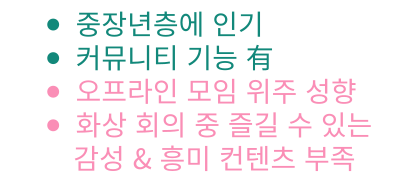 • 중장년층에 인기
• 커뮤니티 기능 有
• 오프라인 모임 위주 성향
• 화상 회의 중 즐길 수 있는
감성 & 흥미 컨텐츠 부족